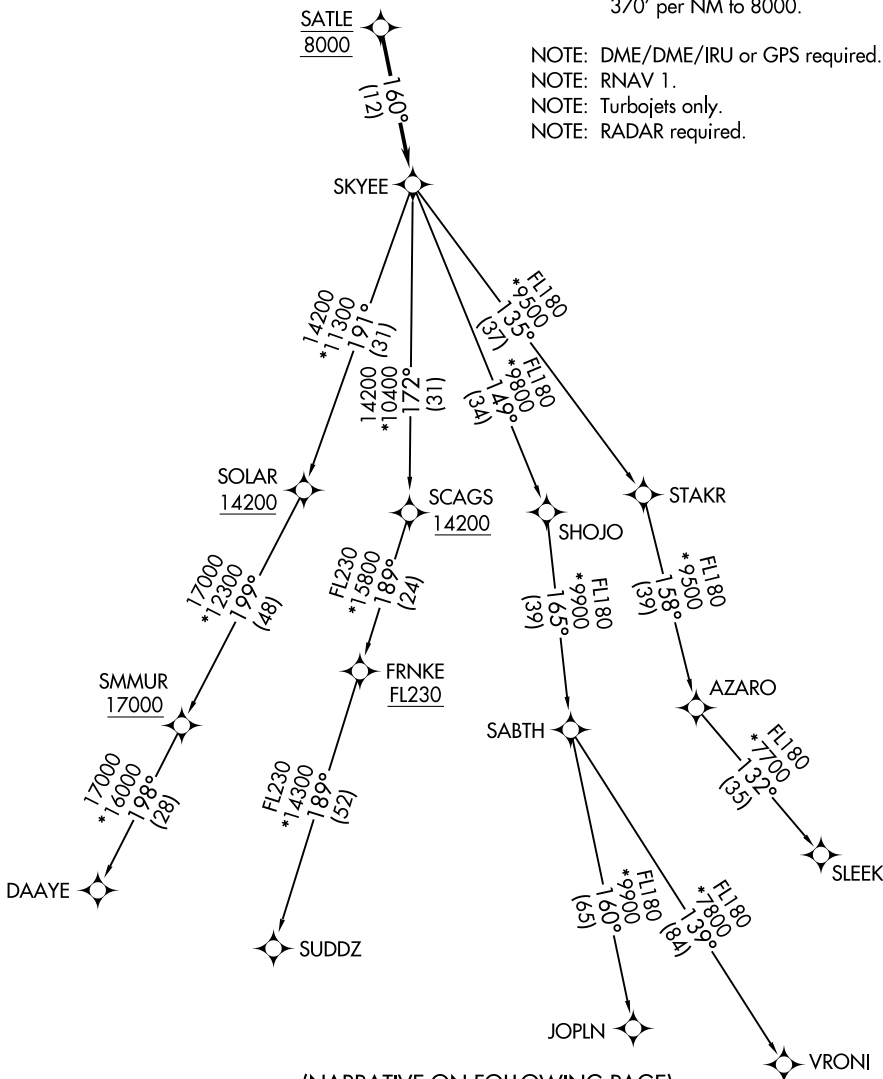 370' per NM to 8000.
SATLE
8000
NOTE: DME/DME/IRU or GPS required.
NOTE: RNAV 1.
NOTE: Turbojets only.
NOTE: RADAR required.
160°
(12)
SKYEE
14200
*11300
191°
(31)
14200
*10400
172°
(31)
FL180
*9800
149°
(34)
FL180
*9500
135°
(37)
SOLAR
14200
SCAGS
14200
SHOJO
STAKR
17000
*12300
199°
(48)
FL230
*15800
189°
(24)
FL180
*9900
165°
(39)
FL180
*9500
158°
(39)
SMMUR
17000
FRNKE
FL230
SABTH
AZARO
17000
*16000
198°
(28)
FL230
*14300
189°
(52)
FL180
*9900
160°
(65)
FL180
*7800
139°
(84)
FL180
*7700
132°
(35)
DAAYE
SUDDZ
SLEEK
JOPLN
VRONI